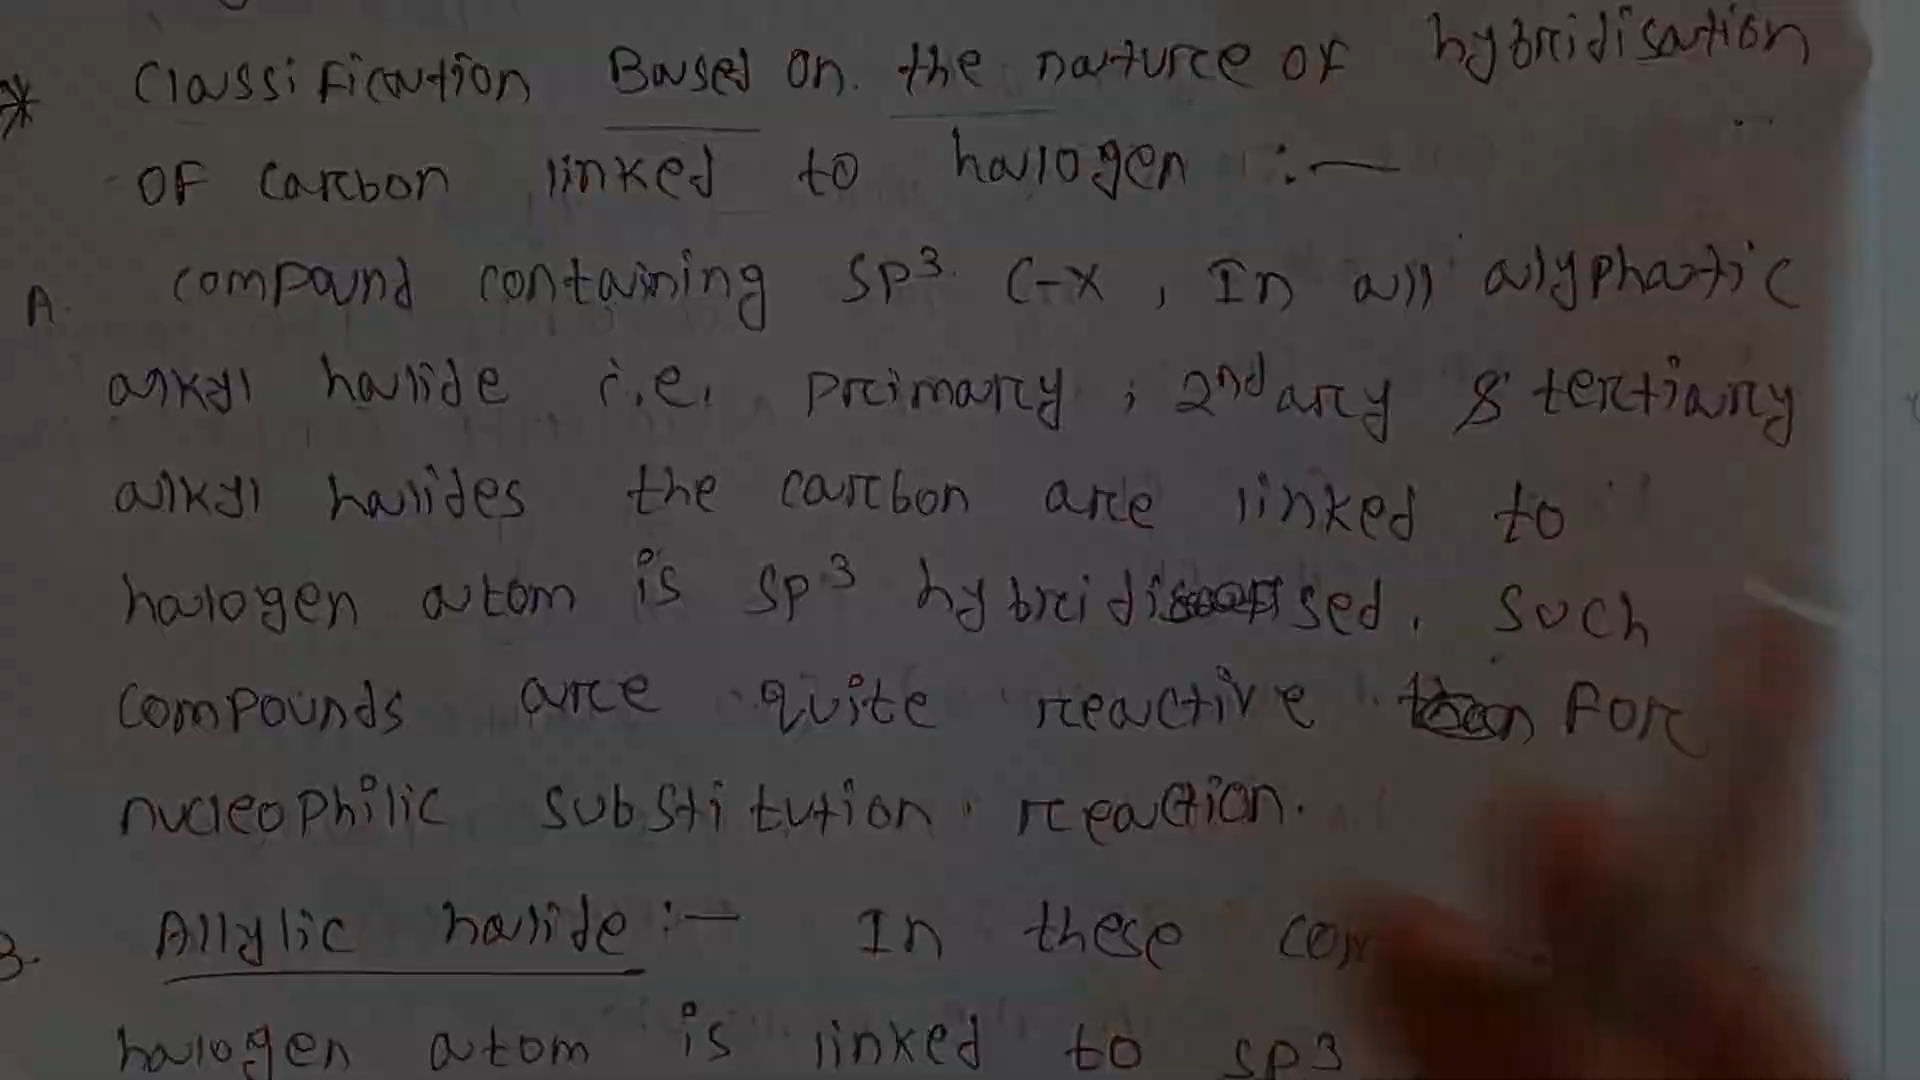 * Classification Based on the nature of hybridisation
of carbon linked to halogen :—
A. compound containing sp³ C-X, In all alyphatic
alkyl halide i.e. primary, 2ndary & tertiary
alkyl halides the carbon are linked to
halogen atom is sp³ hybridised. Such
compounds are quite reactive for
nucleophilic substitution reaction.
B. Allylic halide :— In these
halogen atom is linked to sp3